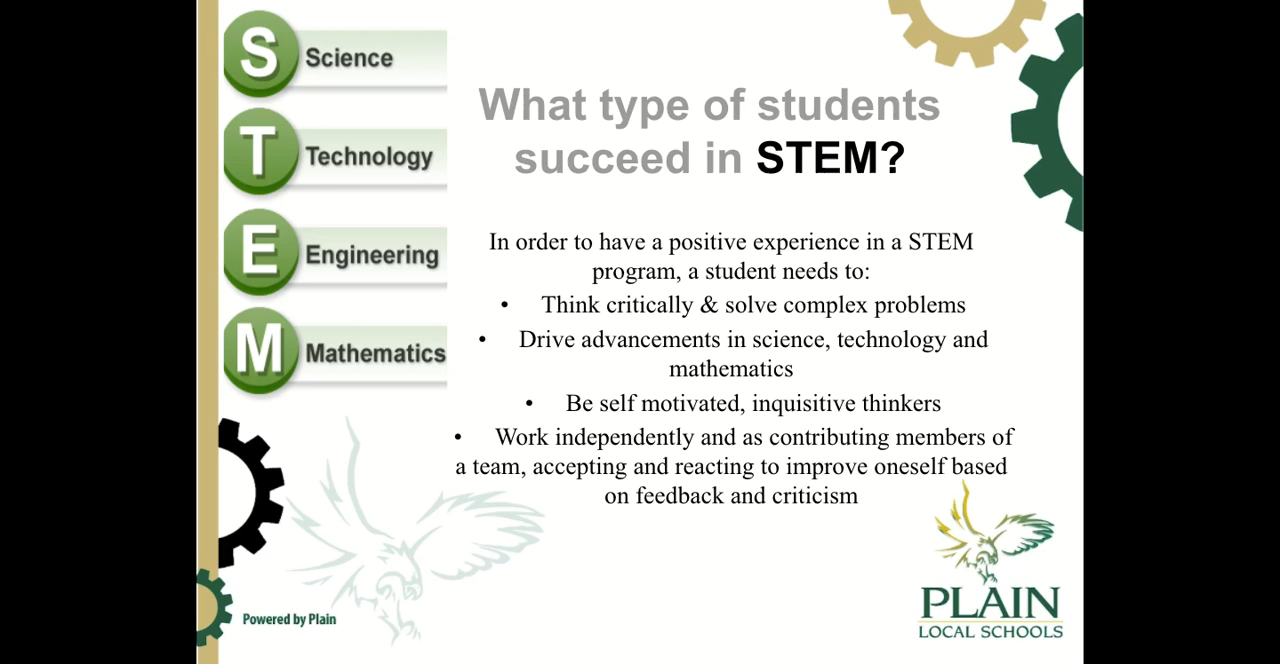 S Science
T Technology
E Engineering
M Mathematics
What type of students
succeed in STEM?
In order to have a positive experience in a STEM
program, a student needs to:
• Think critically & solve complex problems
• Drive advancements in science, technology and
mathematics
• Be self motivated, inquisitive thinkers
• Work independently and as contributing members of
a team, accepting and reacting to improve oneself based
on feedback and criticism
Powered by Plain
PLAIN
LOCAL SCHOOLS